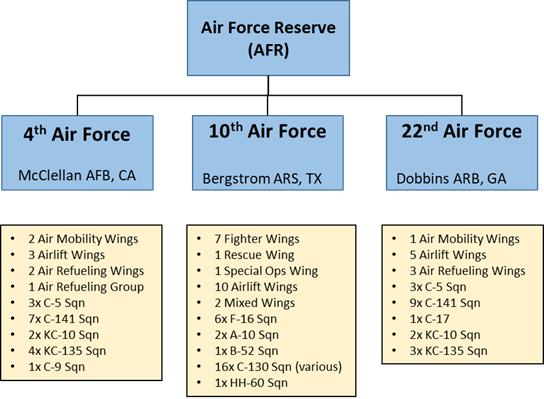 Air Force Reserve
(AFR)
4th Air Force
McClellan AFB, CA
10th Air Force
Bergstrom ARS, TX
22nd Air Force
Dobbins ARB, GA
• 2 Air Mobility Wings
• 3 Airlift Wings
• 2 Air Refueling Wings
• 1 Air Refueling Group
• 3x C-5 Sqn
• 7x C-141 Sqn
• 2x KC-10 Sqn
• 4x KC-135 Sqn
• 1x C-9 Sqn
• 7 Fighter Wings
• 1 Rescue Wing
• 1 Special Ops Wing
• 10 Airlift Wings
• 2 Mixed Wings
• 6x F-16 Sqn
• 2x A-10 Sqn
• 1x B-52 Sqn
• 16x C-130 Sqn (various)
• 1x HH-60 Sqn
• 1 Air Mobility Wings
• 5 Airlift Wings
• 3 Air Refueling Wings
• 3x C-5 Sqn
• 9x C-141 Sqn
• 1x C-17
• 2x KC-10 Sqn
• 3x KC-135 Sqn